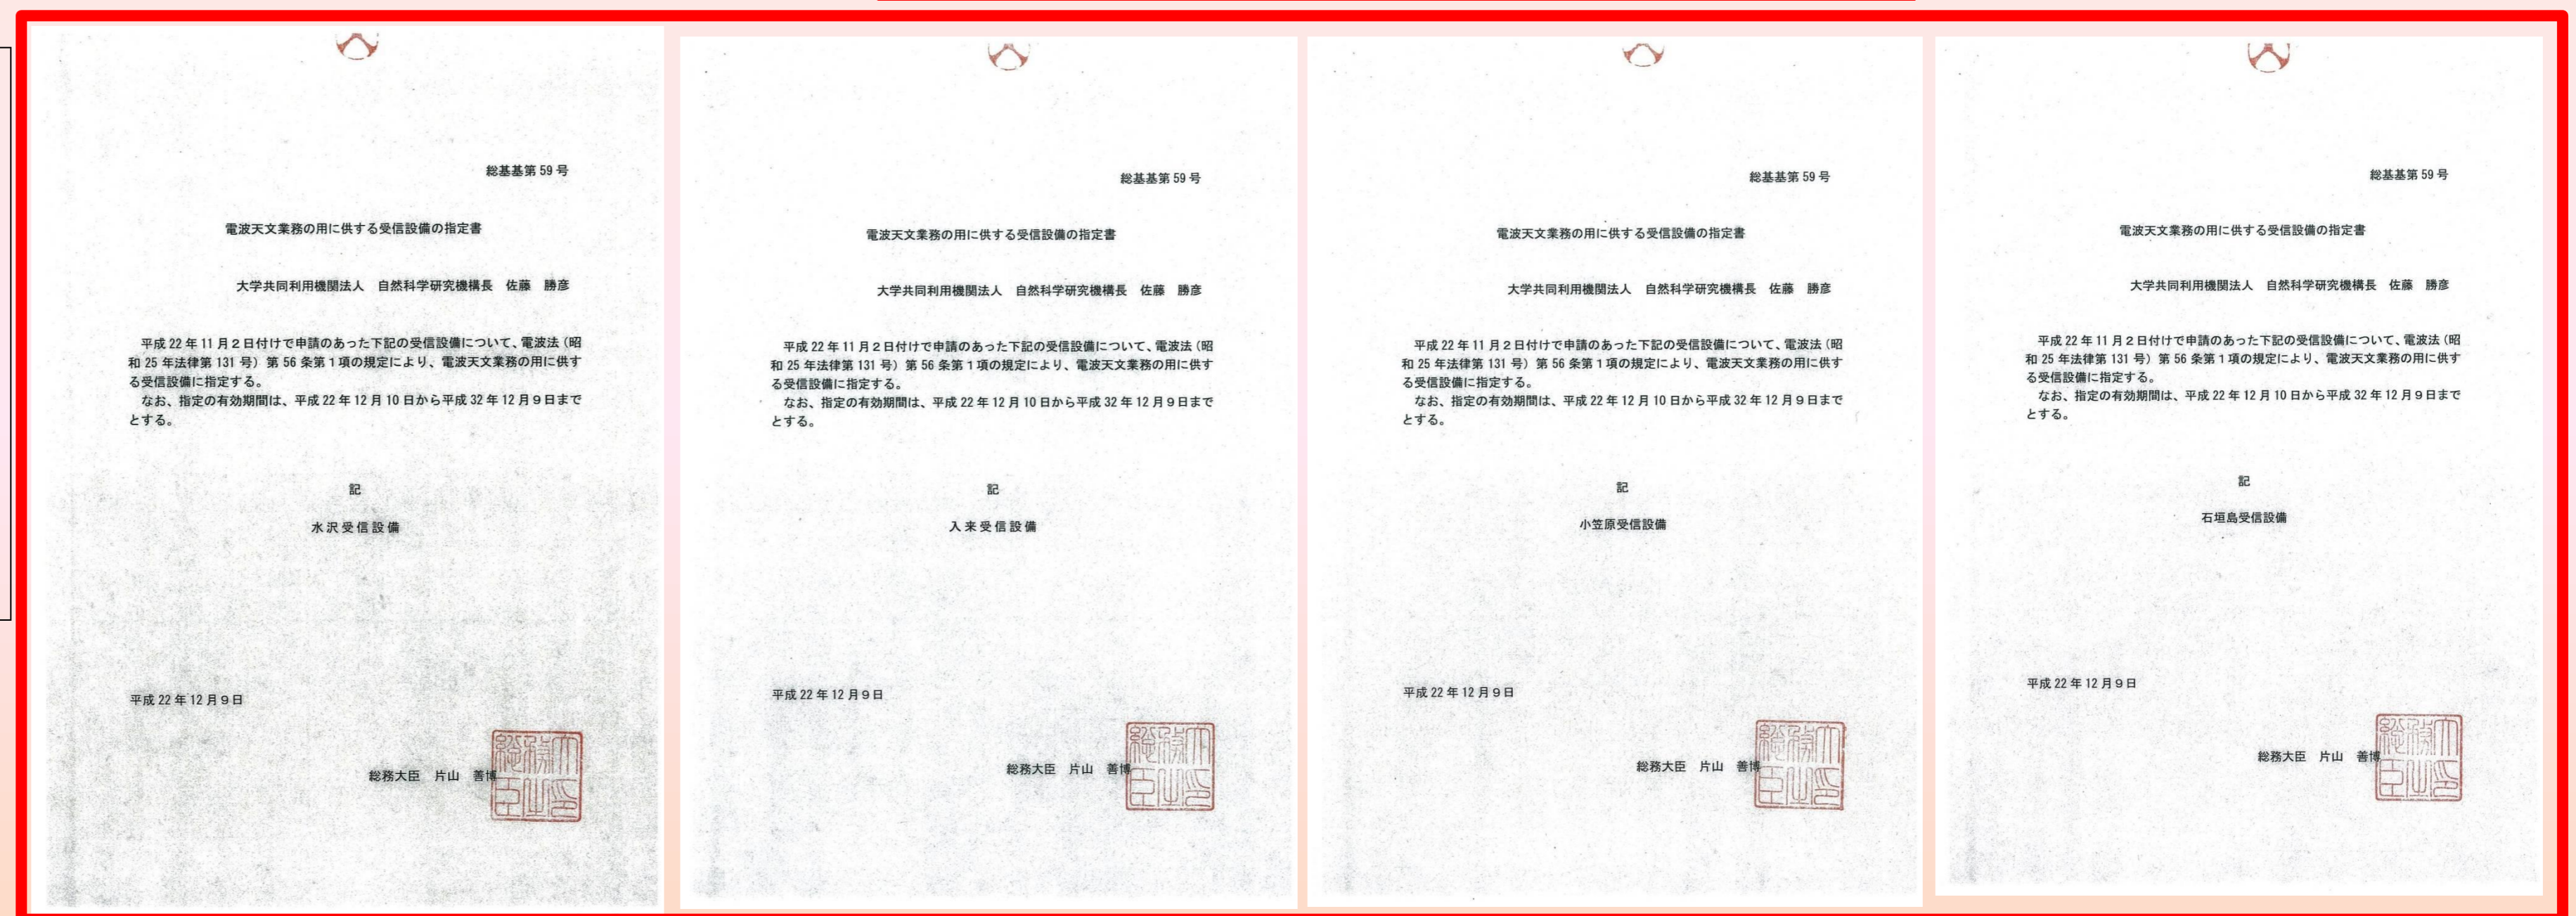 総基基第 59 号
電波天文業務の用に供する受信設備の指定書
大学共同利用機関法人　自然科学研究機構長　佐藤　勝彦
平成 22 年 11 月２日付けで申請のあった下記の受信設備について、電波法（昭
和 25 年法律第 131 号）第 56 条第１項の規定により、電波天文業務の用に供す
る受信設備に指定する。
なお、指定の有効期間は、平成 22 年 12 月 10 日から平成 32 年 12 月９日まで
とする。
記
水沢受信設備
平成 22 年 12 月９日
総務大臣　片山　善博
総務大臣之印
総基基第 59 号
電波天文業務の用に供する受信設備の指定書
大学共同利用機関法人　自然科学研究機構長　佐藤　勝彦
平成 22 年 11 月２日付けで申請のあった下記の受信設備について、電波法（昭
和 25 年法律第 131 号）第 56 条第１項の規定により、電波天文業務の用に供す
る受信設備に指定する。
なお、指定の有効期間は、平成 22 年 12 月 10 日から平成 32 年 12 月９日まで
とする。
記
入来受信設備
平成 22 年 12 月９日
総務大臣　片山　善博
総務大臣之印
総基基第 59 号
電波天文業務の用に供する受信設備の指定書
大学共同利用機関法人　自然科学研究機構長　佐藤　勝彦
平成 22 年 11 月２日付けで申請のあった下記の受信設備について、電波法（昭
和 25 年法律第 131 号）第 56 条第１項の規定により、電波天文業務の用に供す
る受信設備に指定する。
なお、指定の有効期間は、平成 22 年 12 月 10 日から平成 32 年 12 月９日まで
とする。
記
小笠原受信設備
平成 22 年 12 月９日
総務大臣　片山　善博
総務大臣之印
総基基第 59 号
電波天文業務の用に供する受信設備の指定書
大学共同利用機関法人　自然科学研究機構長　佐藤　勝彦
平成 22 年 11 月２日付けで申請のあった下記の受信設備について、電波法（昭
和 25 年法律第 131 号）第 56 条第１項の規定により、電波天文業務の用に供す
る受信設備に指定する。
なお、指定の有効期間は、平成 22 年 12 月 10 日から平成 32 年 12 月９日まで
とする。
記
石垣島受信設備
平成 22 年 12 月９日
総務大臣　片山　善博
総務大臣之印